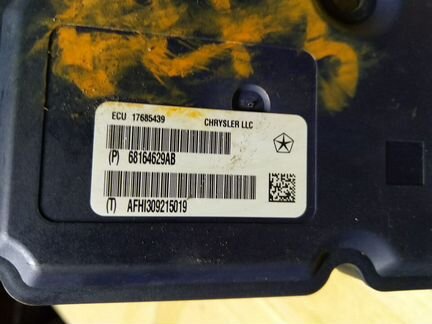 ECU 17685439 CHRYSLER LLC
(P) 68164629AB
(T) AFHI309215019